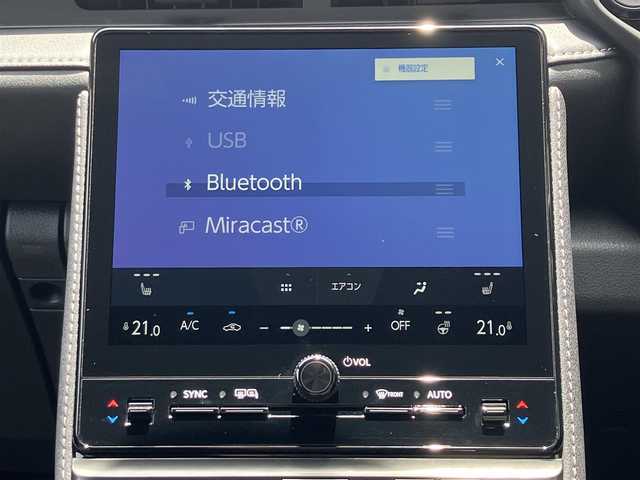 機器設定
交通情報
USB
Bluetooth
Miracast®
エアコン
21.0 A/C − + OFF 21.0
VOL
SYNC FRONT AUTO